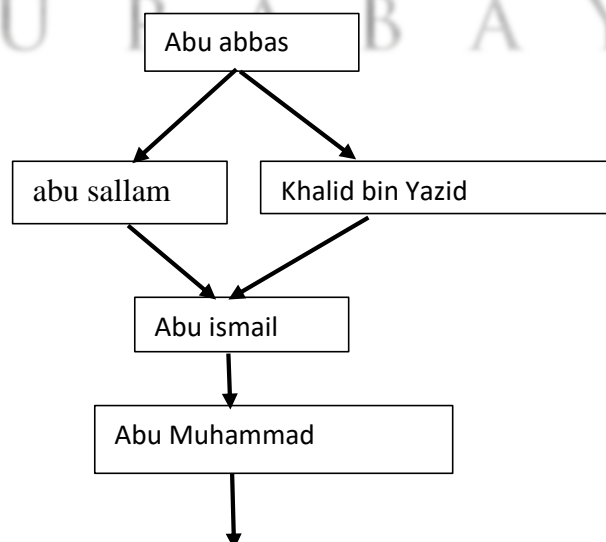 U R A B A Y
Abu abbas
abu sallam
Khalid bin Yazid
Abu ismail
Abu Muhammad